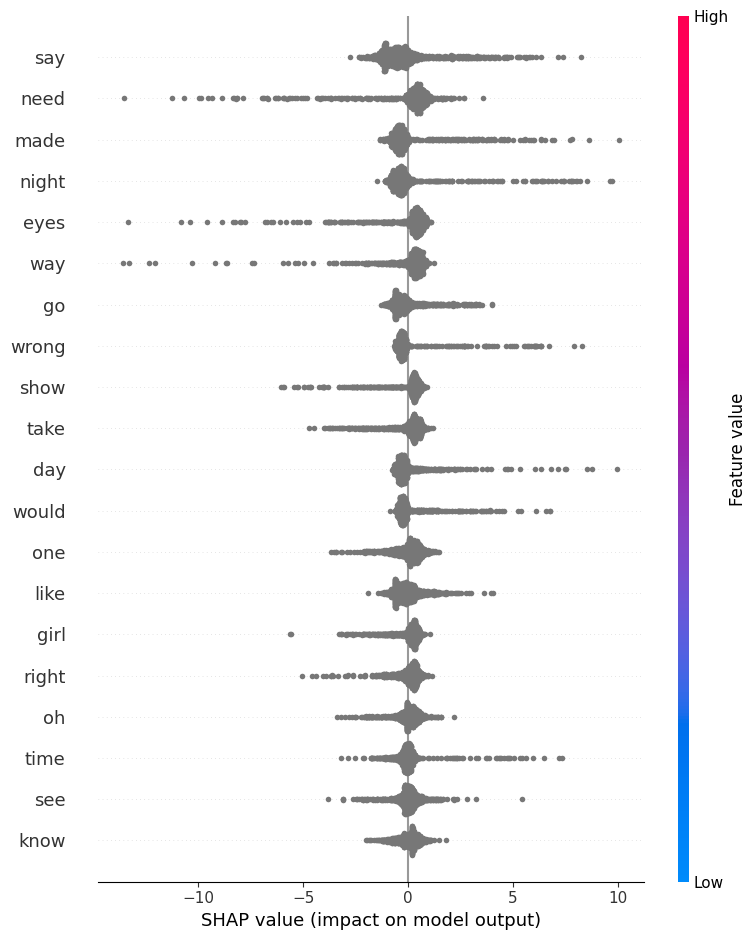 High
say
need
made
night
eyes
way
go
wrong
show
take
day
would
one
like
girl
right
oh
time
see
know
Feature value
Low
−10
−5
0
5
10
SHAP value (impact on model output)